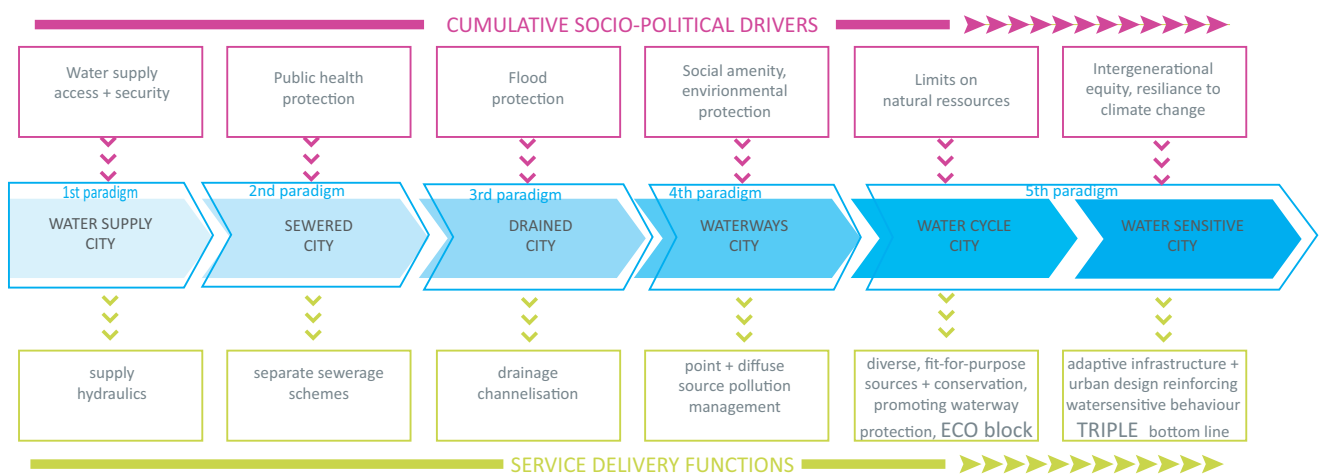 CUMULATIVE SOCIO-POLITICAL DRIVERS
Water supply
access + security
Public health
protection
Flood
protection
Social amenity,
environmental
protection
Limits on
natural ressources
Intergenerational
equity, resiliance to
climate change
1st paradigm
2nd paradigm
3rd paradigm
4th paradigm
5th paradigm
WATER SUPPLY
CITY
SEWERED
CITY
DRAINED
CITY
WATERWAYS
CITY
WATER CYCLE
CITY
WATER SENSITIVE
CITY
supply
hydraulics
separate sewerage
schemes
drainage
channelisation
point + diffuse
source pollution
management
diverse, fit-for-purpose
sources + conservation,
promoting waterway
protection, ECO block
adaptive infrastructure +
urban design reinforcing
watersensitive behaviour
TRIPLE bottom line
SERVICE DELIVERY FUNCTIONS